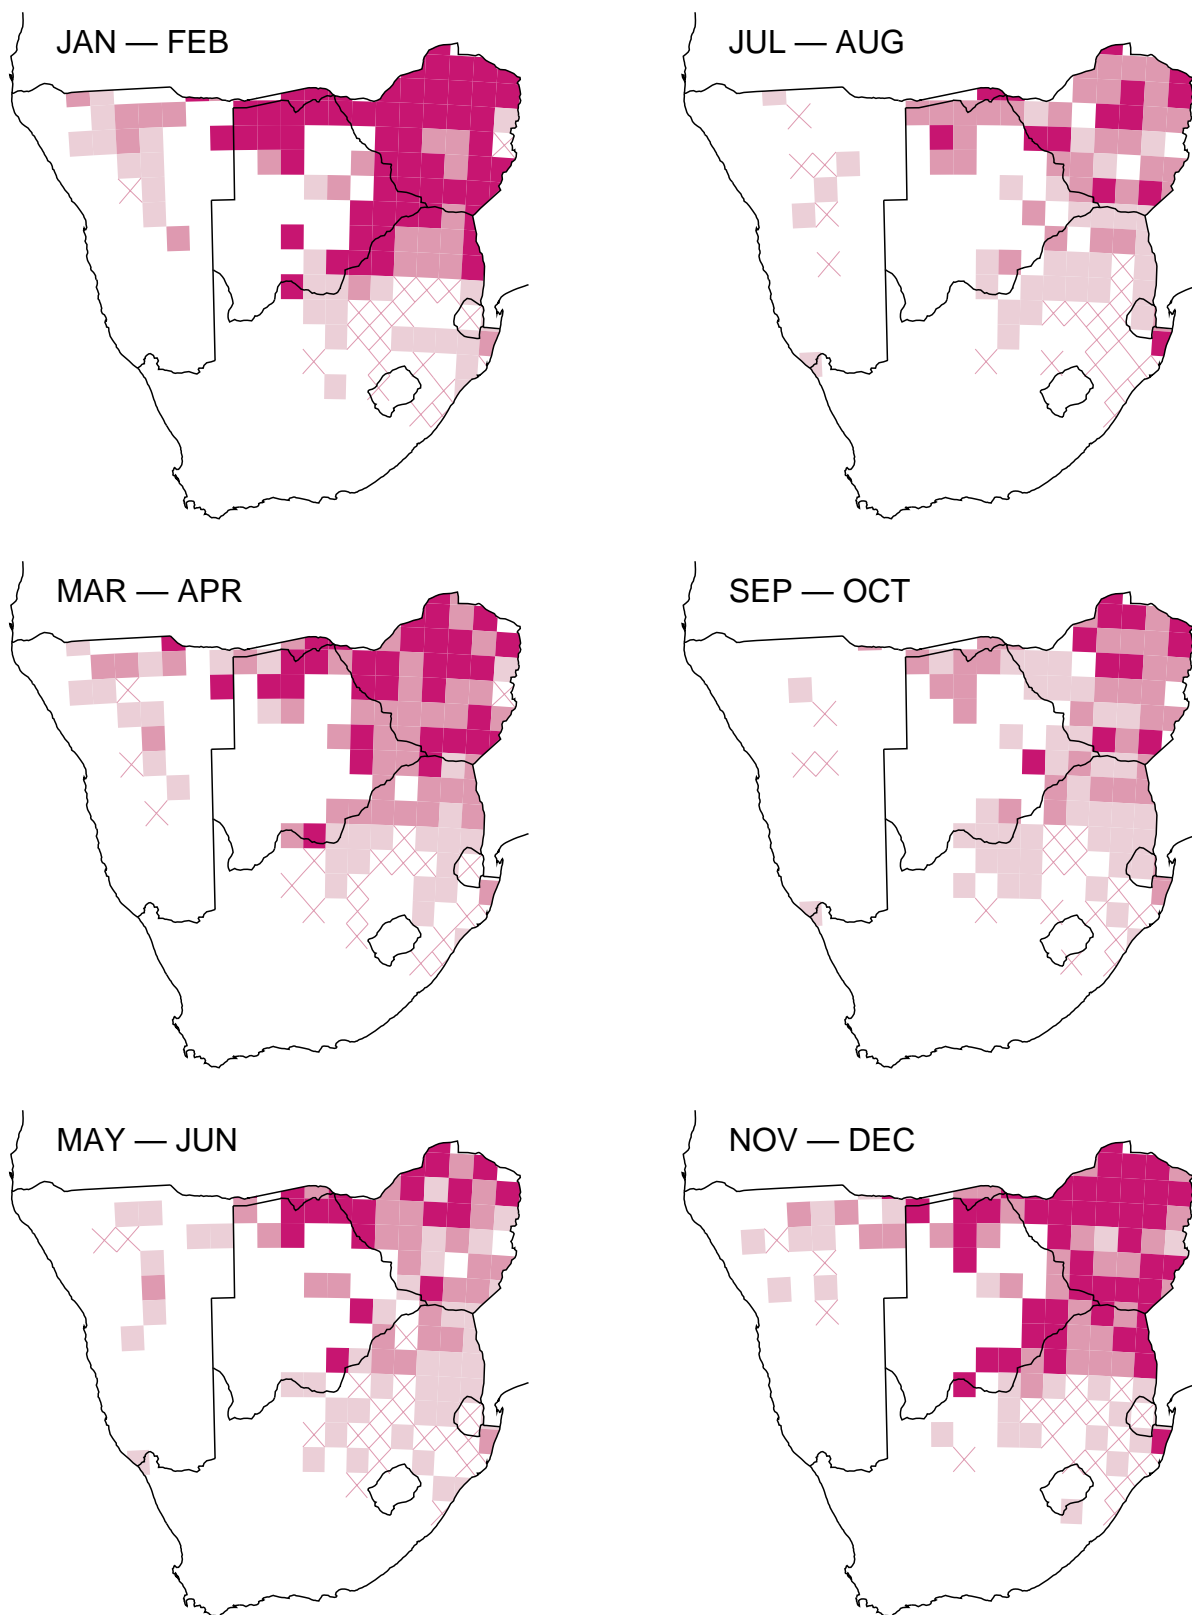 JAN — FEB
JUL — AUG
MAR — APR
SEP — OCT
MAY — JUN
NOV — DEC